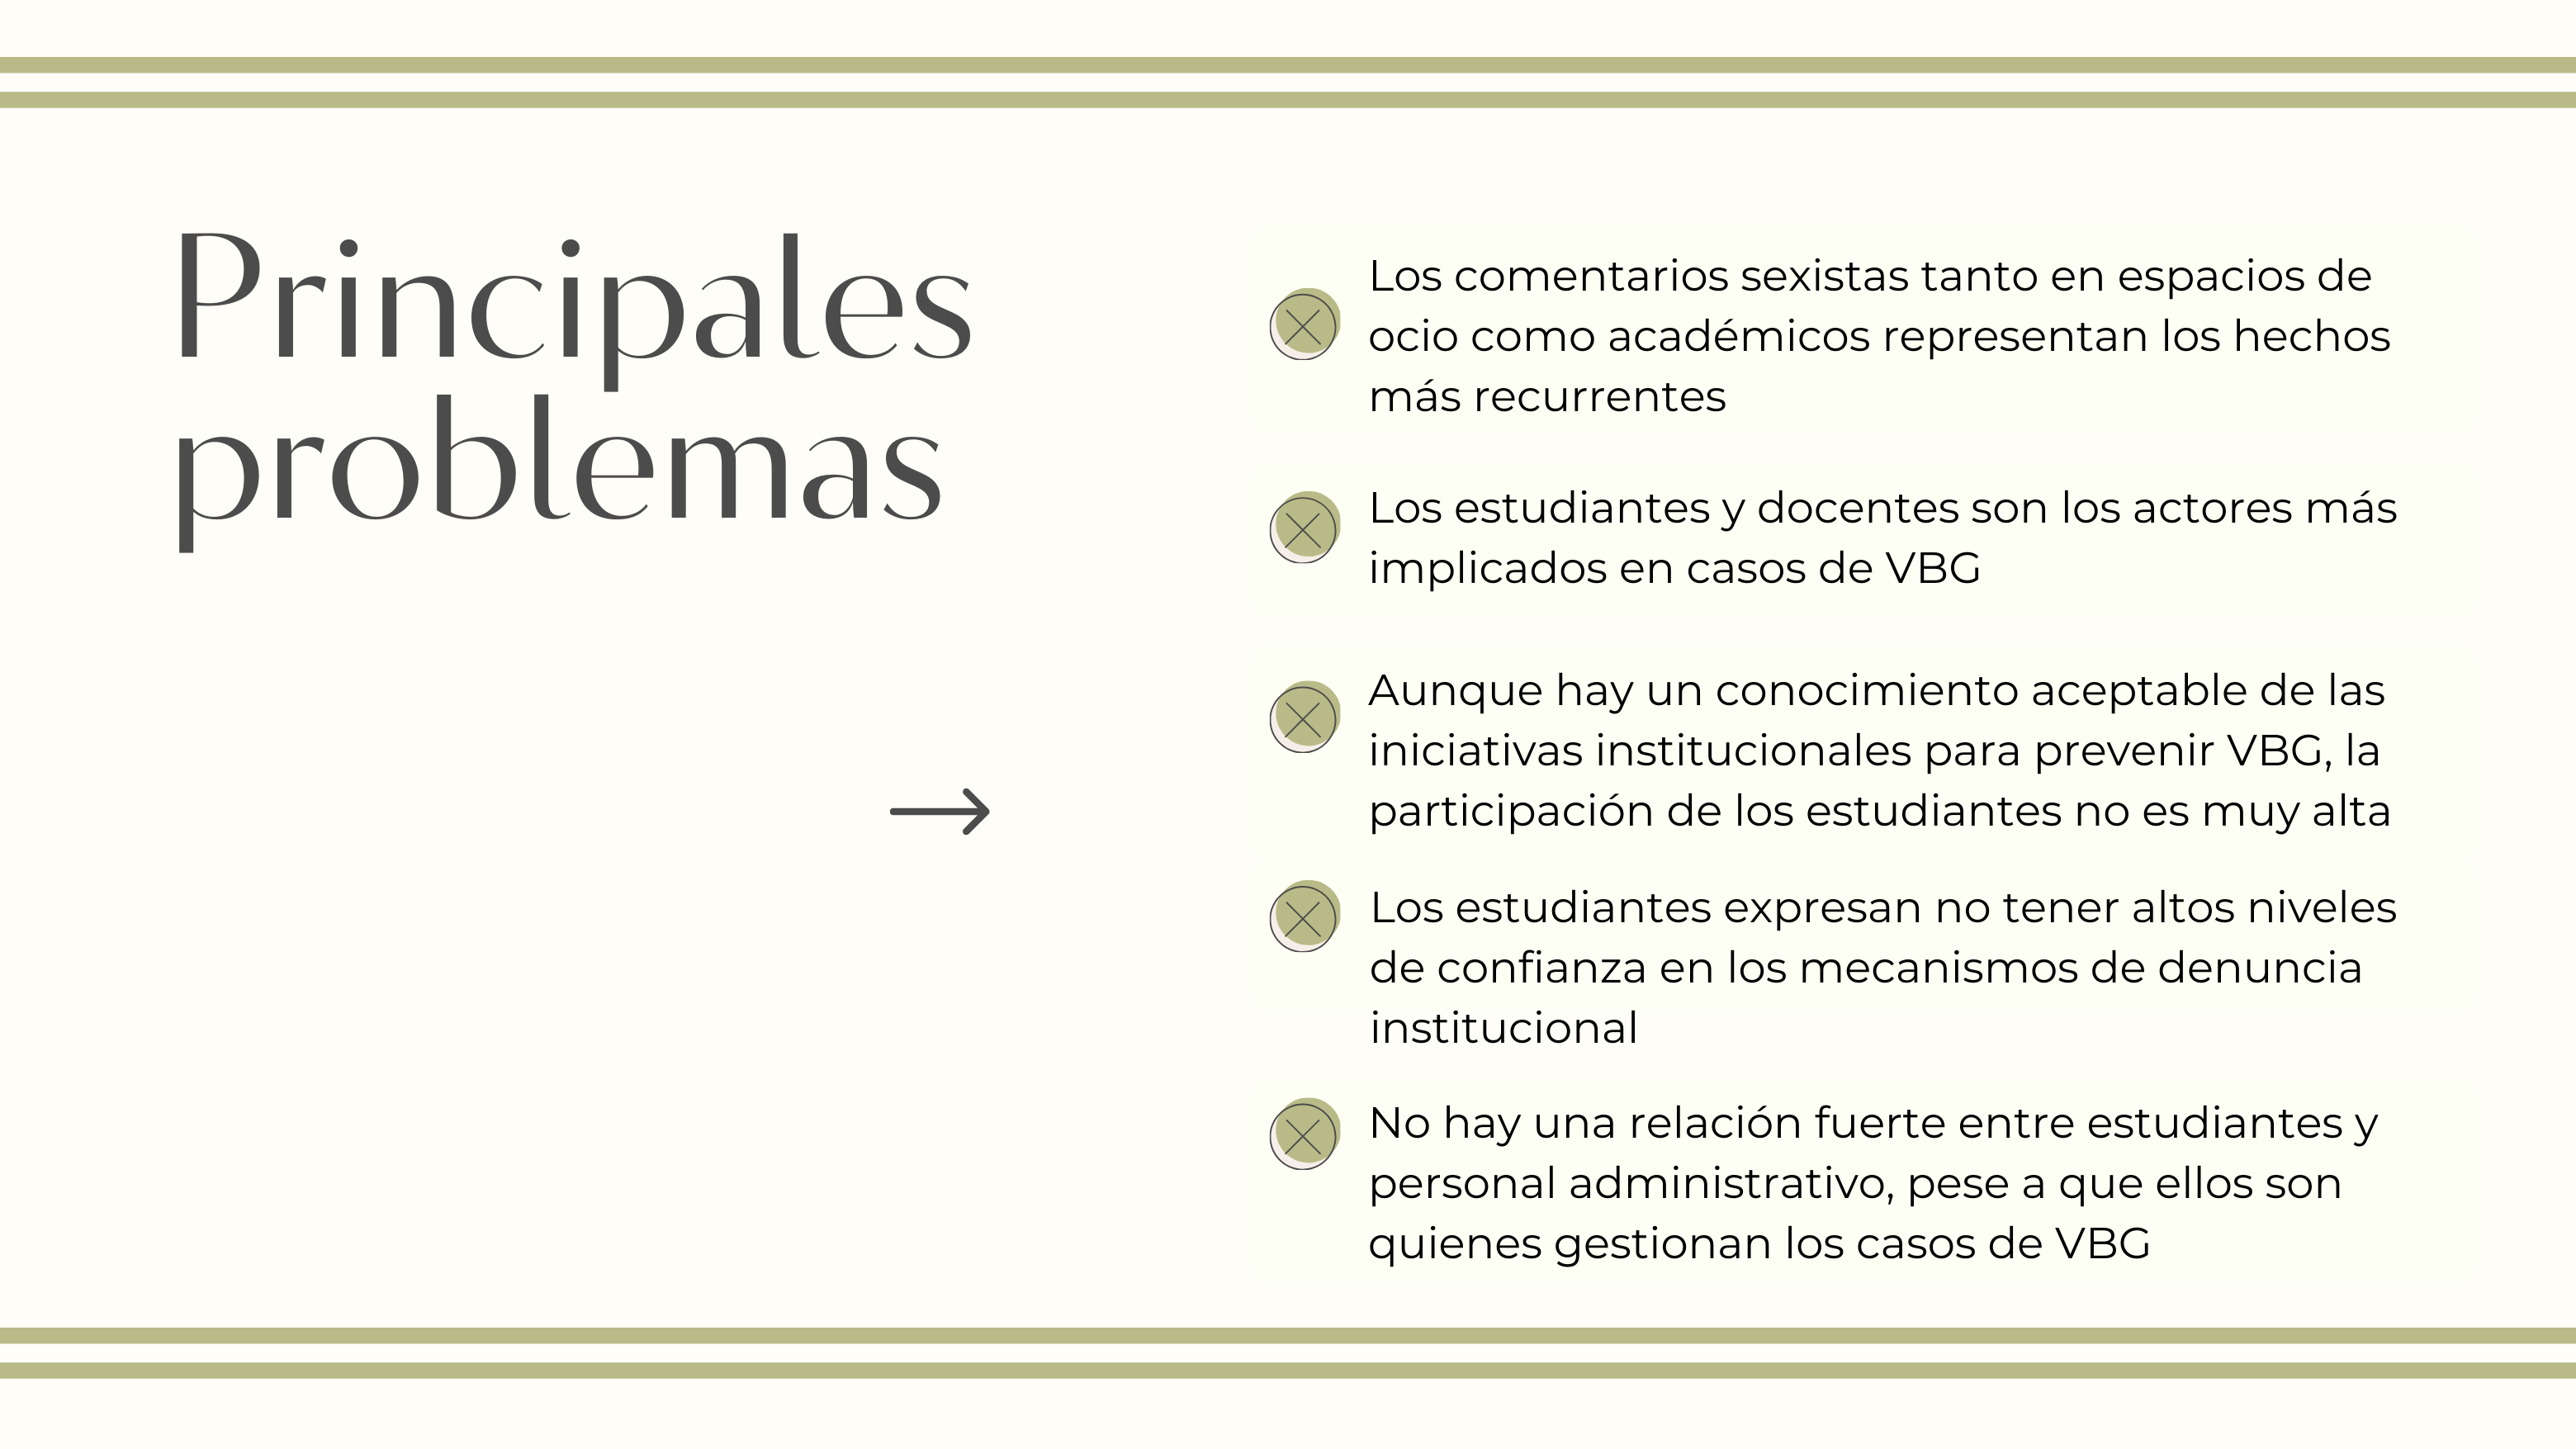 Principales
problemas
Los comentarios sexistas tanto en espacios de
ocio como académicos representan los hechos
más recurrentes
Los estudiantes y docentes son los actores más
implicados en casos de VBG
Aunque hay un conocimiento aceptable de las
iniciativas institucionales para prevenir VBG, la
participación de los estudiantes no es muy alta
Los estudiantes expresan no tener altos niveles
de confianza en los mecanismos de denuncia
institucional
No hay una relación fuerte entre estudiantes y
personal administrativo, pese a que ellos son
quienes gestionan los casos de VBG